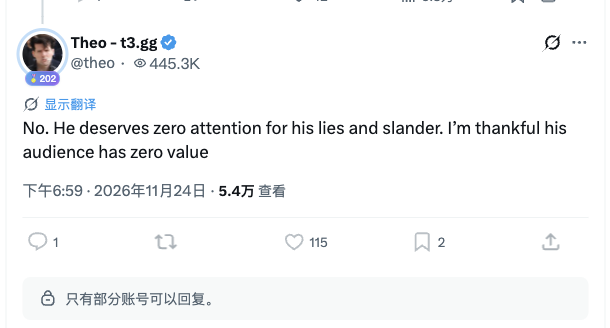 Theo - t3.gg
@theo · 445.3K
202
显示翻译
No. He deserves zero attention for his lies and slander. I’m thankful his
audience has zero value
下午6:59 · 2026年11月24日 · 5.4万 查看
1
115
2
只有部分账号可以回复。